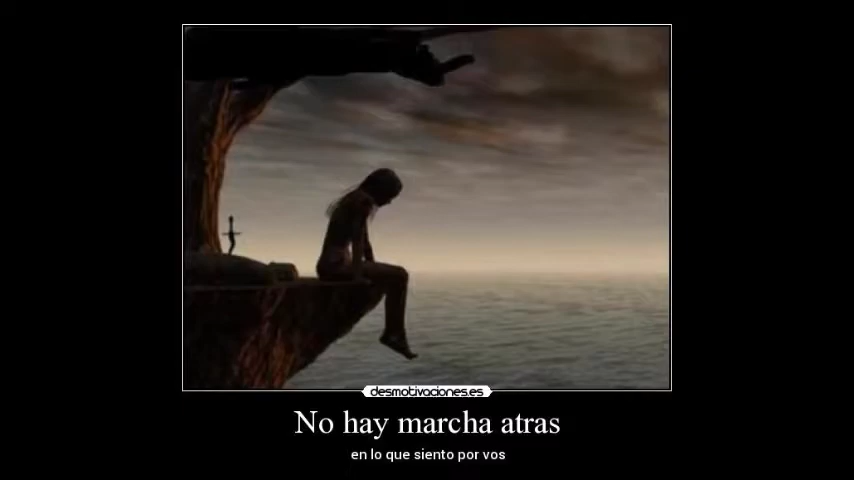 desmotivaciones.es
No hay marcha atras
en lo que siento por vos